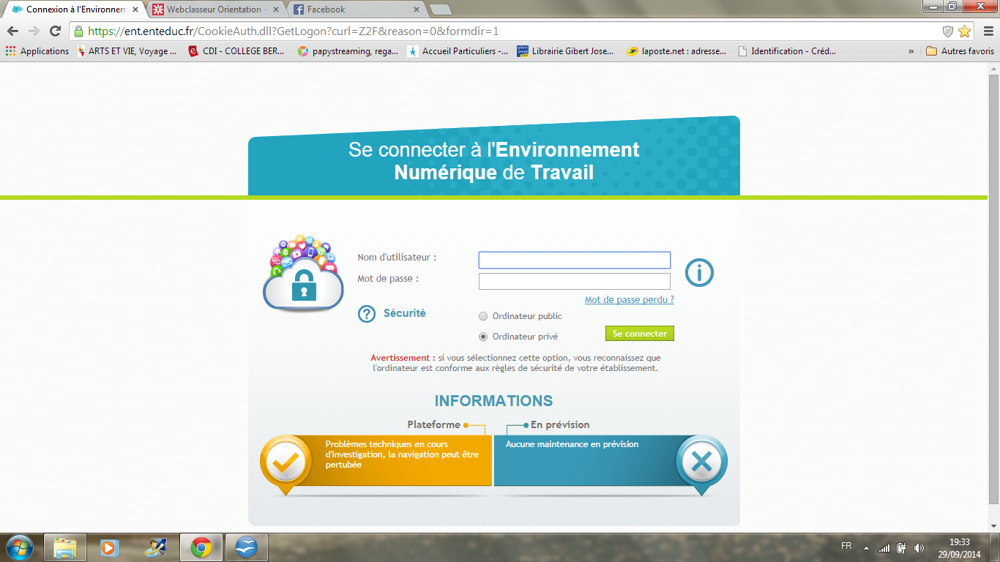 Connexion à l'Environnem
Webclasseur Orientation -
Facebook
https://ent.enteduc.fr/CookieAuth.dll?GetLogon?curl=Z2F&reason=0&formdir=1
Applications
ARTS ET VIE, Voyage ...
CDI - COLLEGE BER...
papystreaming, rega...
Accueil Particuliers -...
Librairie Gibert Jose...
laposte.net : adresse...
Identification - Créd...
»
Autres favoris
Se connecter à l'Environnement
Numérique de Travail
Nom d'utilisateur :
Mot de passe :
Mot de passe perdu ?
Sécurité
Ordinateur public
Ordinateur privé
Se connecter
Avertissement : si vous sélectionnez cette option, vous reconnaissez que
l'ordinateur est conforme aux règles de sécurité de votre établissement.
INFORMATIONS
Plateforme
En prévision
Problèmes techniques en cours
d'investigation, la navigation peut être
pertubée
Aucune maintenance en prévision
FR
19:33
29/09/2014